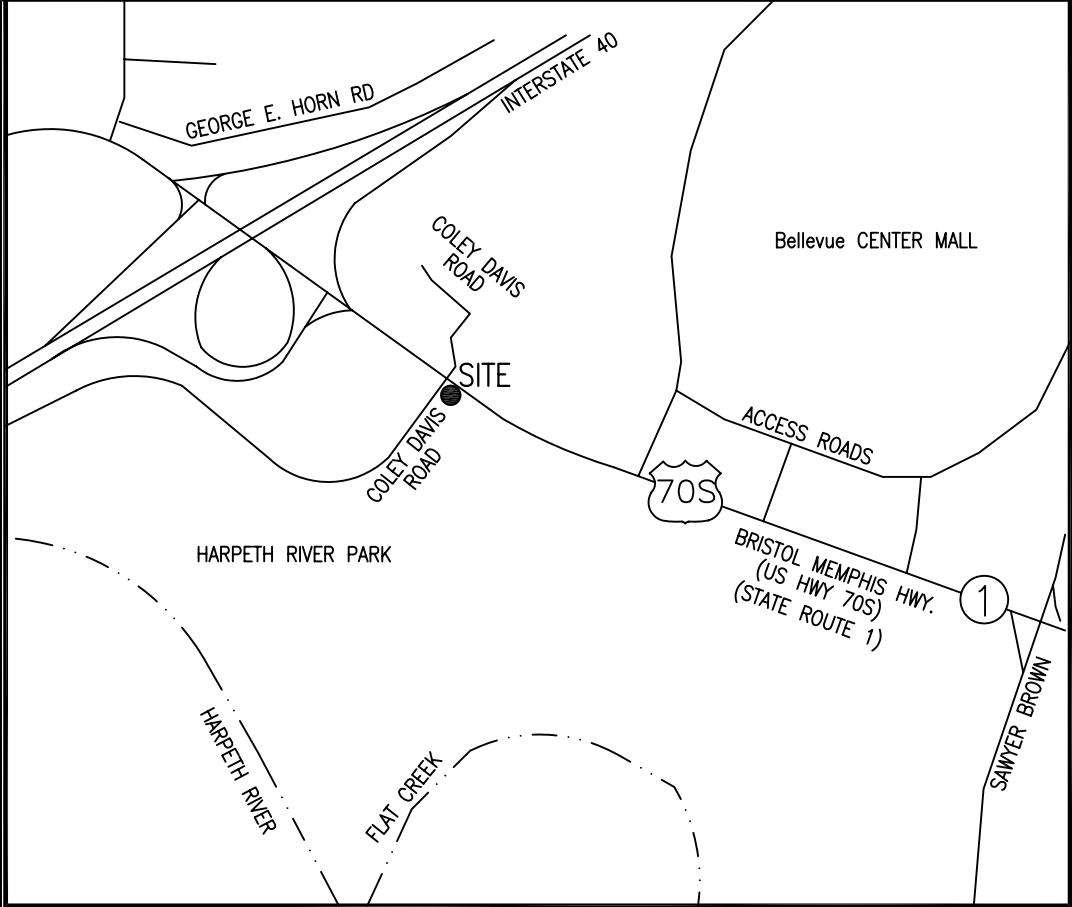 INTERSTATE 40
GEORGE E. HORN RD
COLEY DAVIS
ROAD
Bellevue CENTER MALL
SITE
COLEY DAVIS
ROAD
ACCESS ROADS
70S
HARPETH RIVER PARK
BRISTOL MEMPHIS HWY.
(US HWY 70S)
(STATE ROUTE 1)
1
SAWYER BROWN
HARPETH RIVER
FLAT CREEK